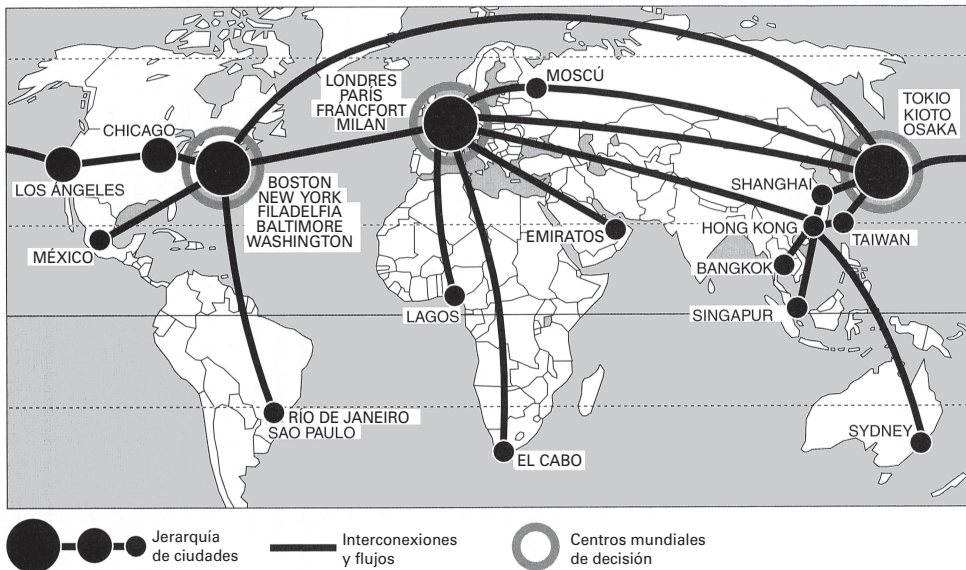 LONDRES
PARÍS
FRANCFORT
MILAN
MOSCÚ
TOKIO
KIOTO
OSAKA
CHICAGO
LOS ÁNGELES
BOSTON
NEW YORK
FILADELFIA
BALTIMORE
WASHINGTON
SHANGHAI
MÉXICO
EMIRATOS
HONG KONG
TAIWAN
BANGKOK
LAGOS
SINGAPUR
RÍO DE JANEIRO
SAO PAULO
SYDNEY
EL CABO
Jerarquía
de ciudades
Interconexiones
y flujos
Centros mundiales
de decisión